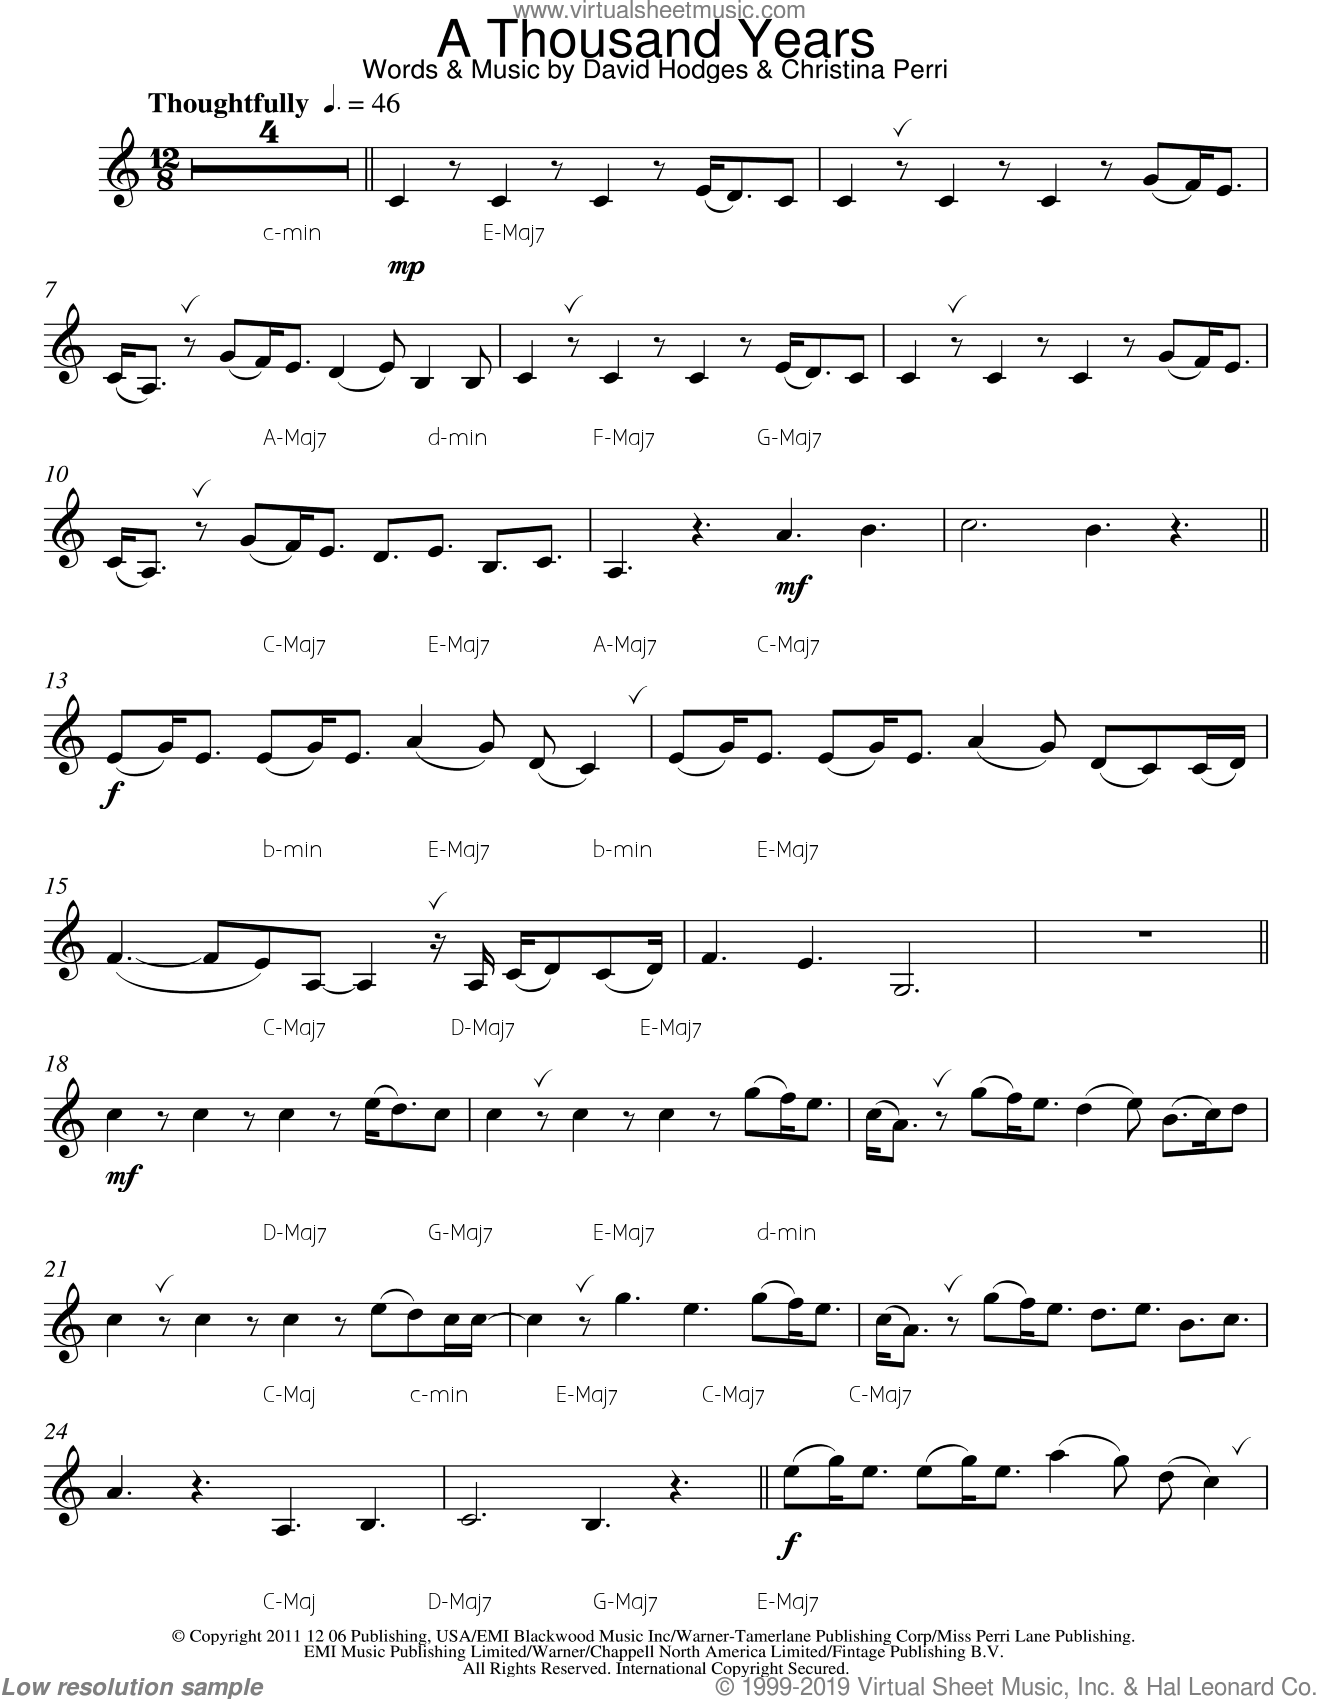 www.virtualsheetmusic.com
A Thousand Years
Words & Music by David Hodges & Christina Perri
Thoughtfully ♩. = 46
4
12
8
c-min E-Maj7
mp
7
A-Maj7 d-min F-Maj7 G-Maj7
10
mf
C-Maj7 E-Maj7 A-Maj7 C-Maj7
13
f
b-min E-Maj7 b-min E-Maj7
15
C-Maj7 D-Maj7 E-Maj7
18
mf
D-Maj7 G-Maj7 E-Maj7 d-min
21
C-Maj c-min E-Maj7 C-Maj7 C-Maj7
24
f
C-Maj D-Maj7 G-Maj7 E-Maj7
© Copyright 2011 12 06 Publishing, USA/EMI Blackwood Music Inc/Warner-Tamerlane Publishing Corp/Miss Perri Lane Publishing.
EMI Music Publishing Limited/Warner/Chappell North America Limited/Fintage Publishing B.V.
All Rights Reserved. International Copyright Secured.
Low resolution sample © 1999-2019 Virtual Sheet Music, Inc. & Hal Leonard Co.